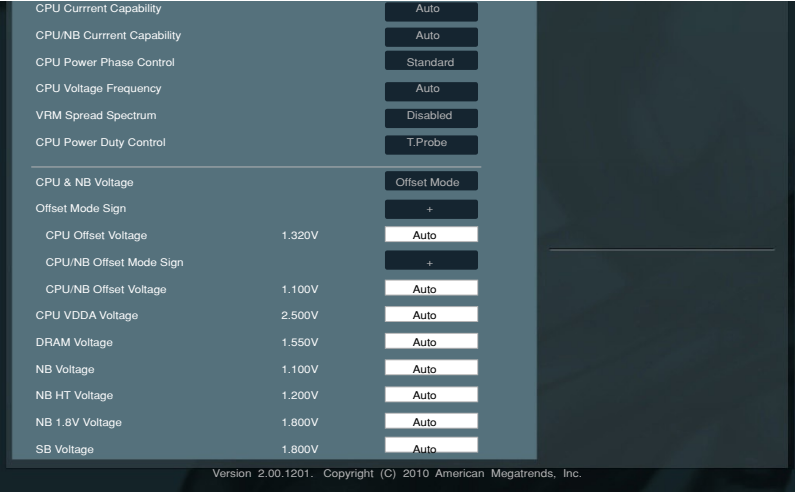 CPU Currrent Capability Auto
CPU/NB Currrent Capability Auto
CPU Power Phase Control Standard
CPU Voltage Frequency Auto
VRM Spread Spectrum Disabled
CPU Power Duty Control T.Probe
CPU & NB Voltage Offset Mode
Offset Mode Sign +
CPU Offset Voltage 1.320V Auto
CPU/NB Offset Mode Sign +
CPU/NB Offset Voltage 1.100V Auto
CPU VDDA Voltage 2.500V Auto
DRAM Voltage 1.550V Auto
NB Voltage 1.100V Auto
NB HT Voltage 1.200V Auto
NB 1.8V Voltage 1.800V Auto
SB Voltage 1.800V Auto
Version 2.00.1201. Copyright (C) 2010 American Megatrends, Inc.